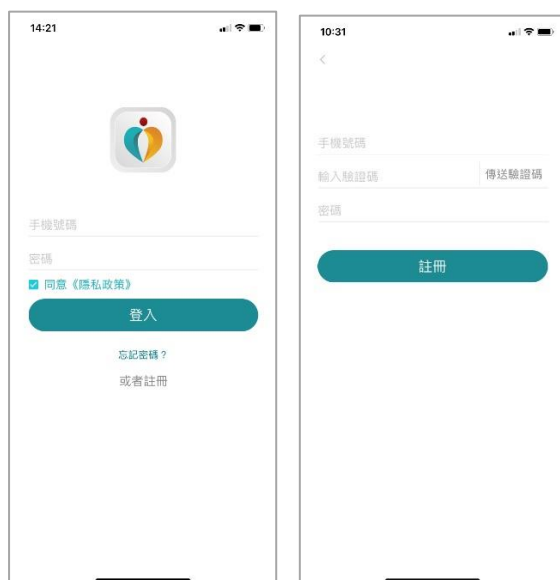 14:21
手機號碼
密碼
同意《隱私政策》
登入
忘記密碼？
或者註冊
10:31
手機號碼
輸入驗證碼
傳送驗證碼
密碼
註冊